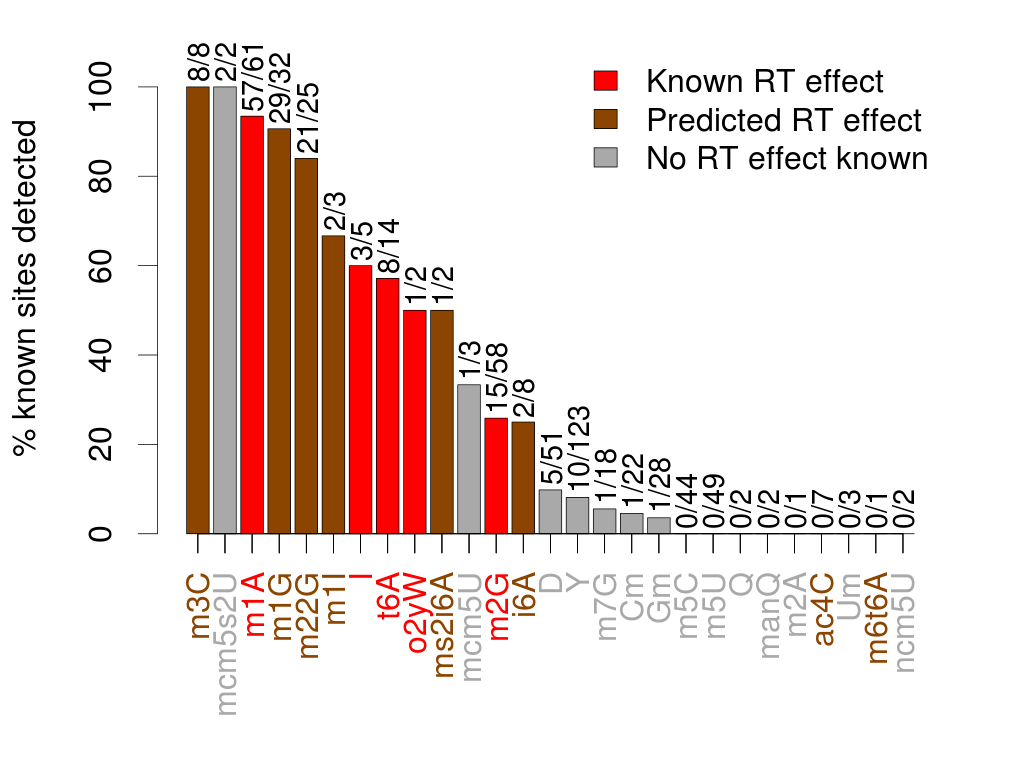 Known RT effect
Predicted RT effect
No RT effect known
% known sites detected
100
80
60
40
20
0
8/8
2/2
57/61
29/32
21/25
2/3
3/5
8/14
1/2
1/2
1/3
15/58
2/8
5/51
10/123
1/18
1/22
1/28
0/44
0/49
0/2
0/2
0/1
0/7
0/3
0/1
0/2
m3C
mcm5s2U
m1A
m1G
m22G
m1I
I
t6A
o2yW
ms2i6A
mcm5U
m2G
i6A
D
Y
m7G
Cm
Gm
m5C
m5U
Q
manQ
m2A
ac4C
Um
m6t6A
ncm5U